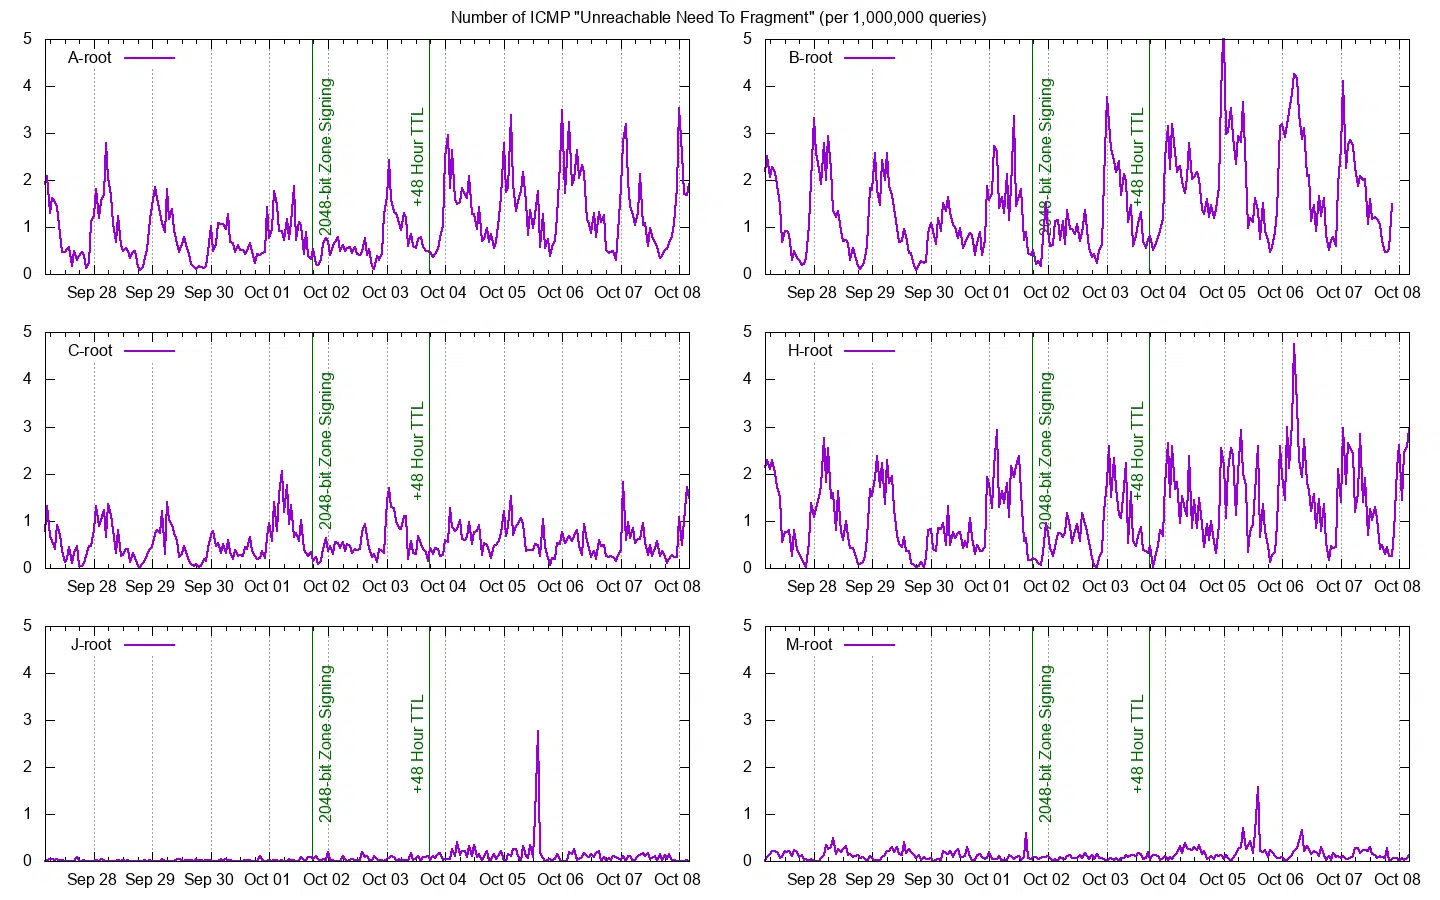 Number of ICMP "Unreachable Need To Fragment" (per 1,000,000 queries)
A-root
5
4
3
2
1
0
2048-bit Zone Signing
+48 Hour TTL
Sep 28 Sep 29 Sep 30 Oct 01 Oct 02 Oct 03 Oct 04 Oct 05 Oct 06 Oct 07 Oct 08
B-root
5
4
3
2
1
0
2048-bit Zone Signing
+48 Hour TTL
Sep 28 Sep 29 Sep 30 Oct 01 Oct 02 Oct 03 Oct 04 Oct 05 Oct 06 Oct 07 Oct 08
C-root
5
4
3
2
1
0
2048-bit Zone Signing
+48 Hour TTL
Sep 28 Sep 29 Sep 30 Oct 01 Oct 02 Oct 03 Oct 04 Oct 05 Oct 06 Oct 07 Oct 08
H-root
5
4
3
2
1
0
2048-bit Zone Signing
+48 Hour TTL
Sep 28 Sep 29 Sep 30 Oct 01 Oct 02 Oct 03 Oct 04 Oct 05 Oct 06 Oct 07 Oct 08
J-root
5
4
3
2
1
0
2048-bit Zone Signing
+48 Hour TTL
Sep 28 Sep 29 Sep 30 Oct 01 Oct 02 Oct 03 Oct 04 Oct 05 Oct 06 Oct 07 Oct 08
M-root
5
4
3
2
1
0
2048-bit Zone Signing
+48 Hour TTL
Sep 28 Sep 29 Sep 30 Oct 01 Oct 02 Oct 03 Oct 04 Oct 05 Oct 06 Oct 07 Oct 08